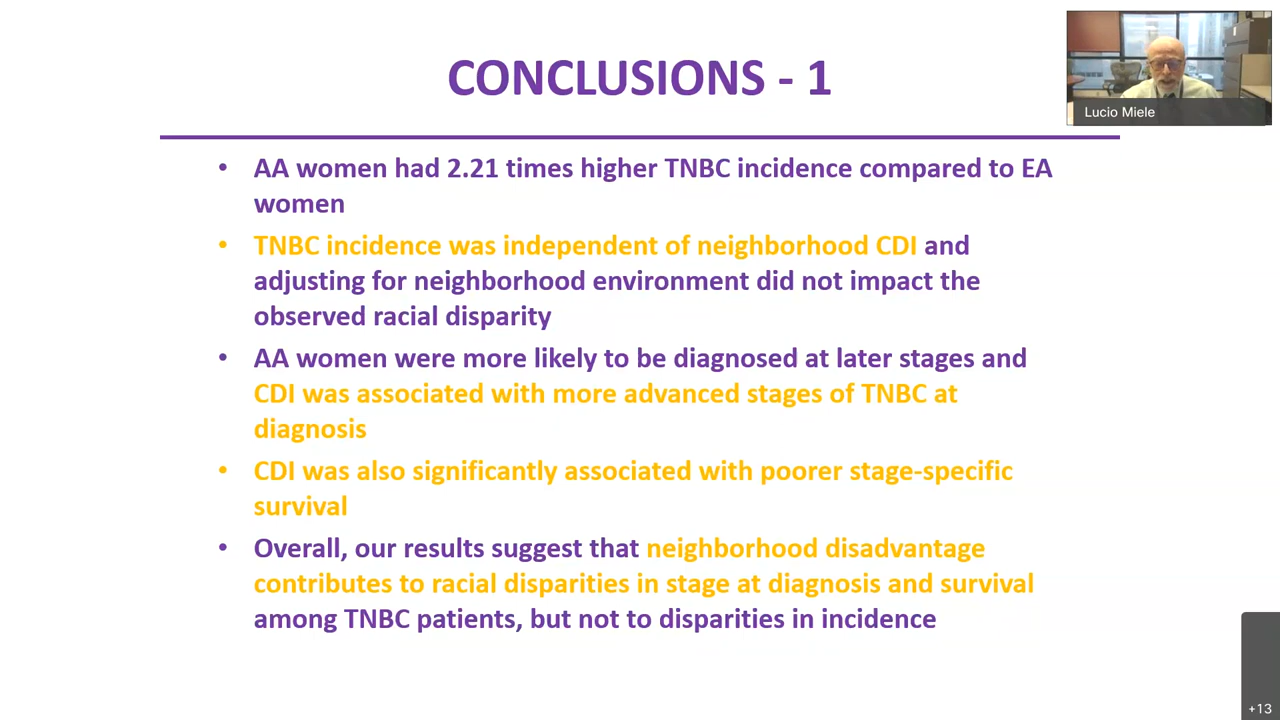 CONCLUSIONS - 1
Lucio Miele
• AA women had 2.21 times higher TNBC incidence compared to EA
women
• TNBC incidence was independent of neighborhood CDI and
adjusting for neighborhood environment did not impact the
observed racial disparity
• AA women were more likely to be diagnosed at later stages and
CDI was associated with more advanced stages of TNBC at
diagnosis
• CDI was also significantly associated with poorer stage-specific
survival
• Overall, our results suggest that neighborhood disadvantage
contributes to racial disparities in stage at diagnosis and survival
among TNBC patients, but not to disparities in incidence
+13